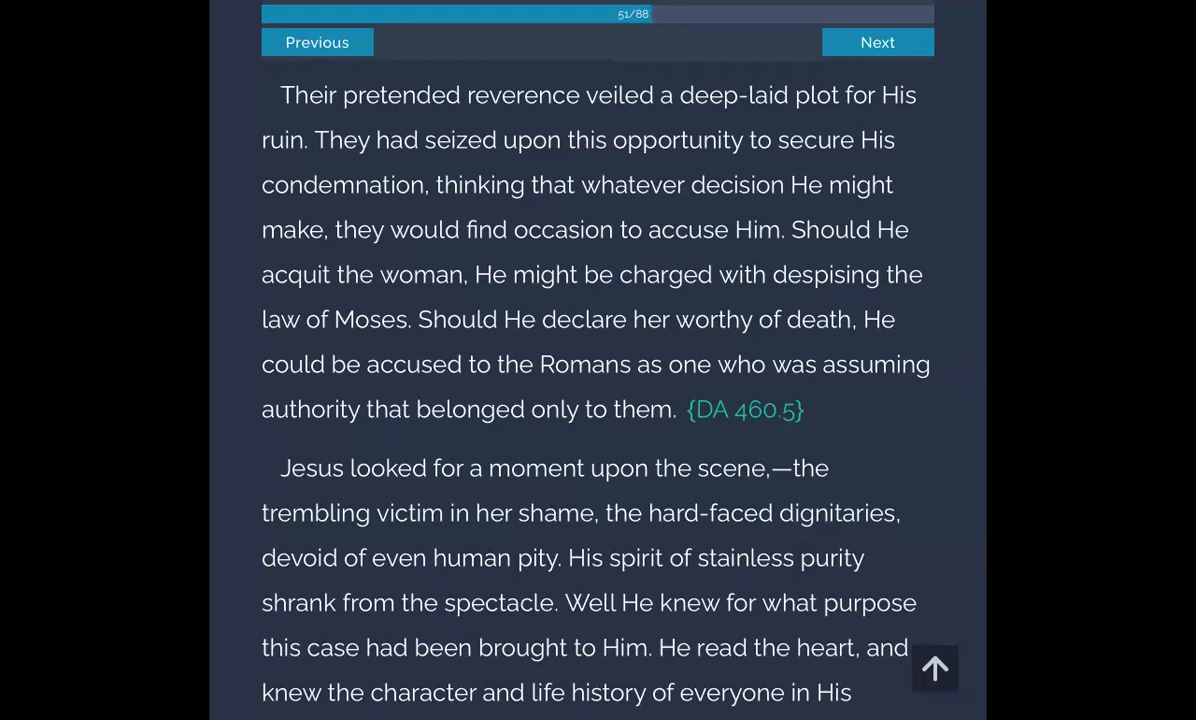 51/88
Previous
Next
Their pretended reverence veiled a deep-laid plot for His
ruin. They had seized upon this opportunity to secure His
condemnation, thinking that whatever decision He might
make, they would find occasion to accuse Him. Should He
acquit the woman, He might be charged with despising the
law of Moses. Should He declare her worthy of death, He
could be accused to the Romans as one who was assuming
authority that belonged only to them. {DA 460.5}
Jesus looked for a moment upon the scene,—the
trembling victim in her shame, the hard-faced dignitaries,
devoid of even human pity. His spirit of stainless purity
shrank from the spectacle. Well He knew for what purpose
this case had been brought to Him. He read the heart, and
knew the character and life history of everyone in His